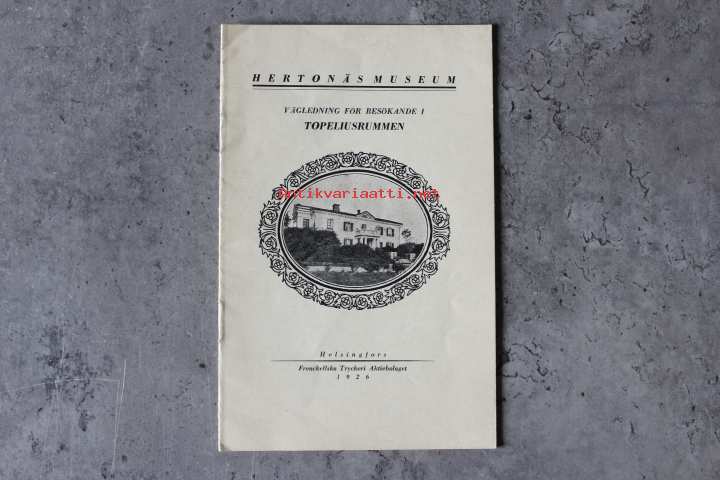 HERTONÄS MUSEUM
VÄGLEDNING FÖR BESÖKANDE I
TOPELIUSRUMMEN
Antikvariaatti.net
Helsingfors
Frenckellska Tryckeri Aktiebolaget
1926